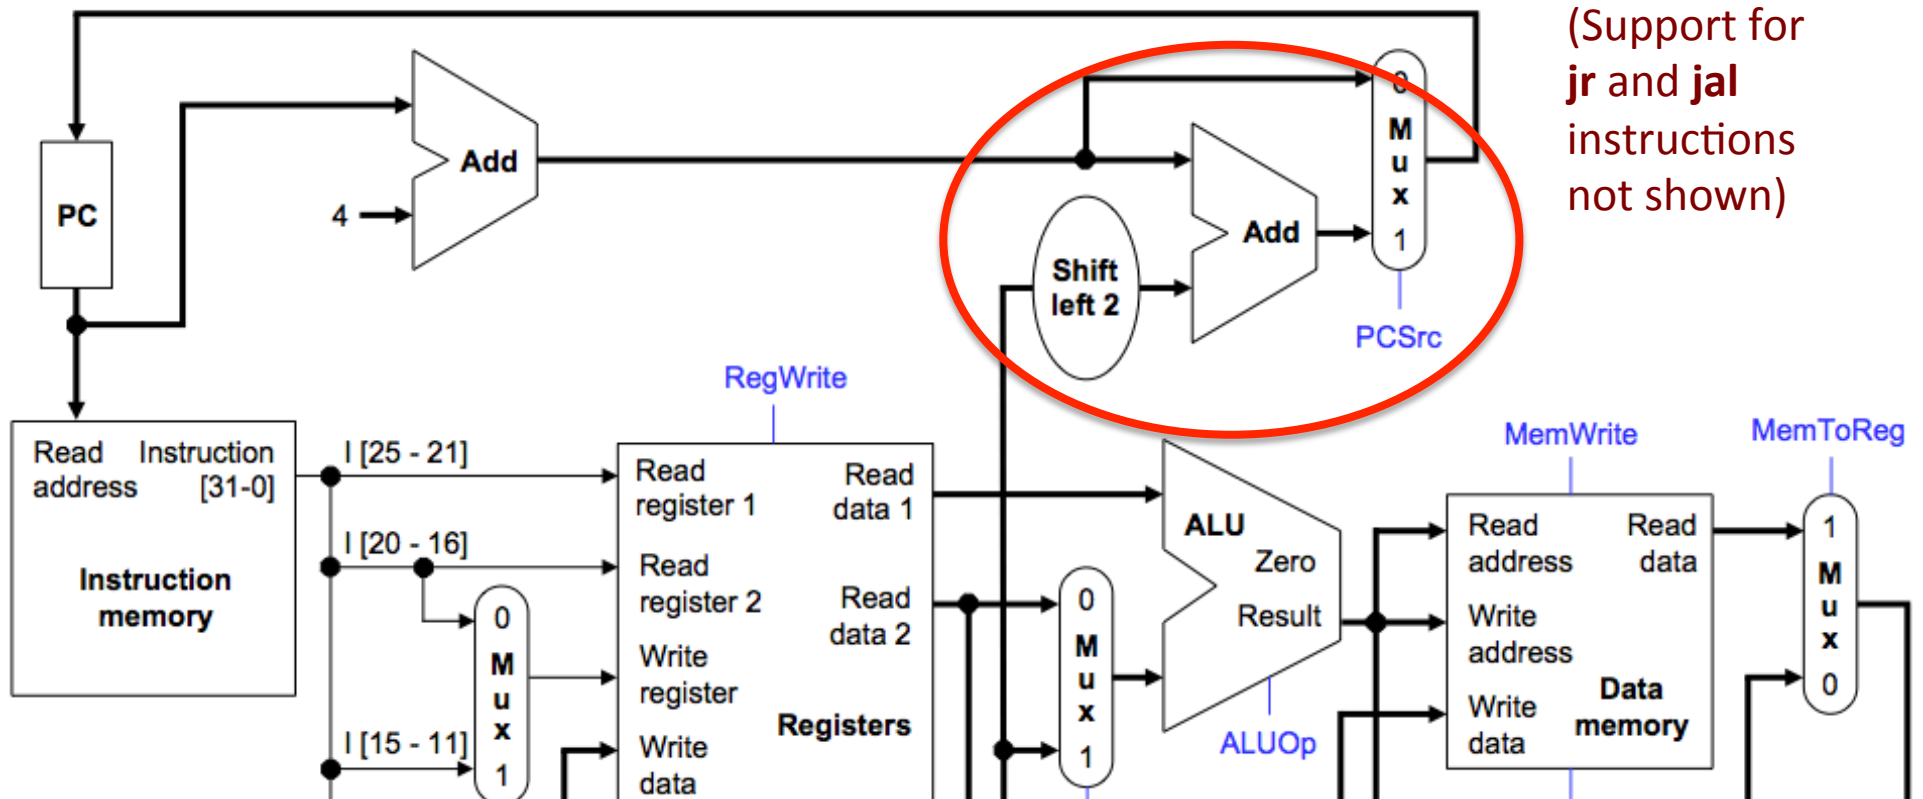 (Support for
jr and jal
instructions
not shown)
0
M
u
x
1
PCSrc
Add
Add
4
PC
Shift
left 2
RegWrite
MemWrite
MemToReg
Read
address
Instruction
[31-0]
Instruction
memory
I [25 - 21]
I [20 - 16]
I [15 - 11]
0
M
u
x
1
Read
register 1
Read
data 1
Read
register 2
Read
data 2
Write
register
Registers
Write
data
0
M
u
x
1
ALU
Zero
Result
ALUOp
Read
address
Read
data
Write
address
Data
memory
Write
data
1
M
u
x
0